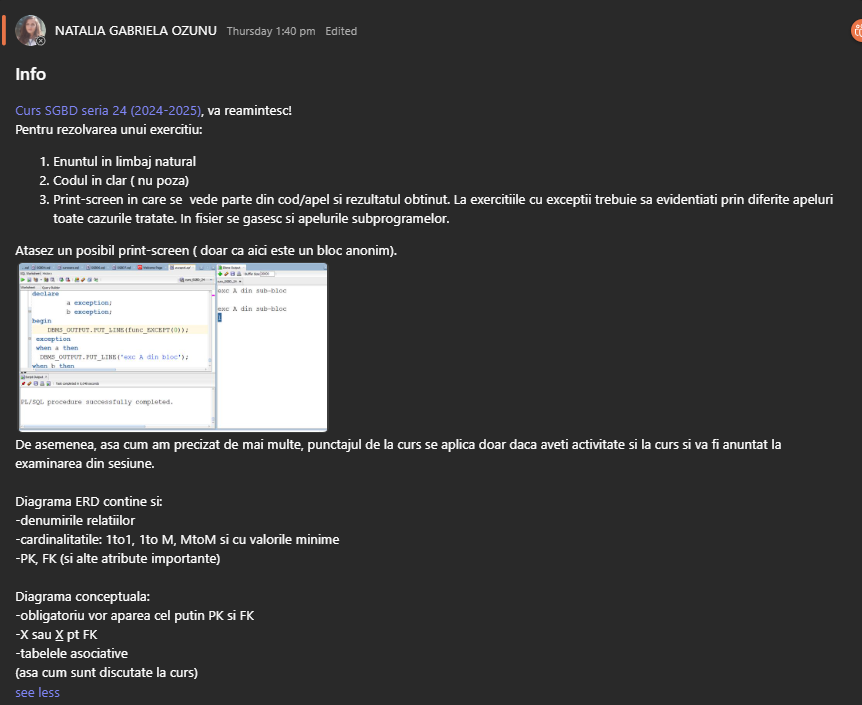 NATALIA GABRIELA OZUNU Thursday 1:40 pm Edited
Info
Curs SGBD seria 24 (2024-2025), va reamintesc!
Pentru rezolvarea unui exercitiu:
1. Enuntul in limbaj natural
2. Codul in clar ( nu poza)
3. Print-screen in care se vede parte din cod/apel si rezultatul obtinut. La exercitiile cu exceptii trebuie sa evidentiati prin diferite apeluri
toate cazurile tratate. In fisier se gasesc si apelurile subprogramelor.
Atasez un posibil print-screen ( doar ca aici este un bloc anonim).
declare
a exception;
b exception;
begin
DBMS_OUTPUT.PUT_LINE(func_EXCEPT(0));
exception
when a then
DBMS_OUTPUT.PUT_LINE('exc A din bloc');
when b then
PL/SQL procedure successfully completed.
exc A din sub-bloc
exc A din sub-bloc
1
De asemenea, asa cum am precizat de mai multe, punctajul de la curs se aplica doar daca aveti activitate si la curs si va fi anuntat la
examinarea din sesiune.
Diagrama ERD contine si:
-denumirile relatiilor
-cardinalitatile: 1to1, 1to M, MtoM si cu valorile minime
-PK, FK (si alte atribute importante)
Diagrama conceptuala:
-obligatoriu vor aparea cel putin PK si FK
-X sau X pt FK
-tabelele asociative
(asa cum sunt discutate la curs)
see less